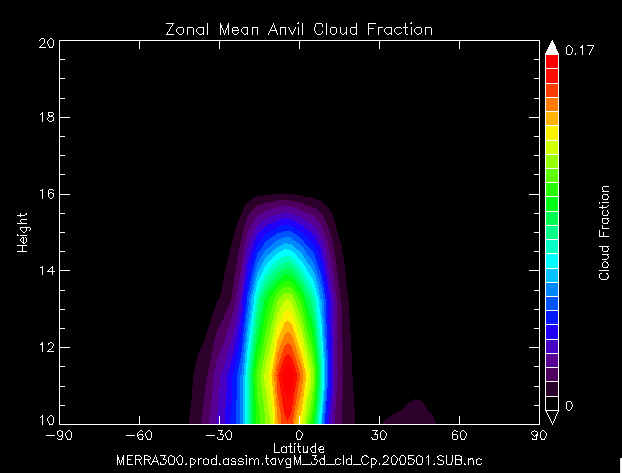 Zonal Mean Anvil Cloud Fraction
20
18
16
14
12
10
Height
−90 −60 −30 0 30 60 90
Latitude
MERRA300.prod.assim.tavgM_3d_cld_Cp.200501.SUB.nc
0.17
0
Cloud Fraction